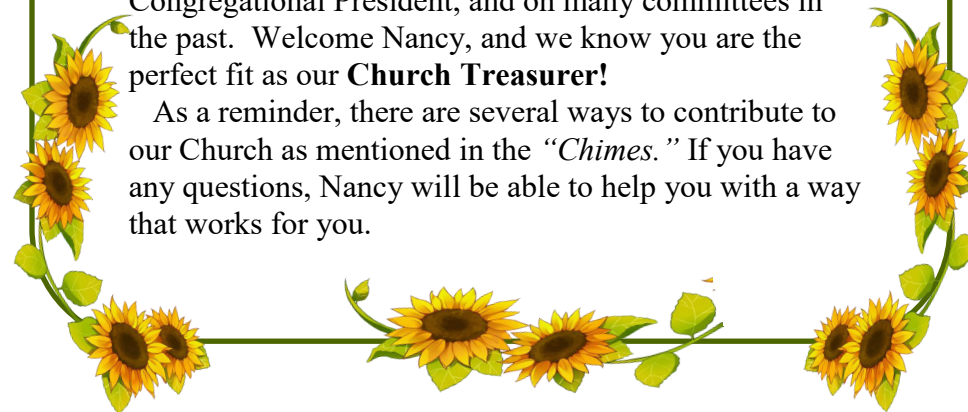 Congregational President, and on many committees in
the past.  Welcome Nancy, and we know you are the
perfect fit as our Church Treasurer!
As a reminder, there are several ways to contribute to
our Church as mentioned in the “Chimes.” If you have
any questions, Nancy will be able to help you with a way
that works for you.